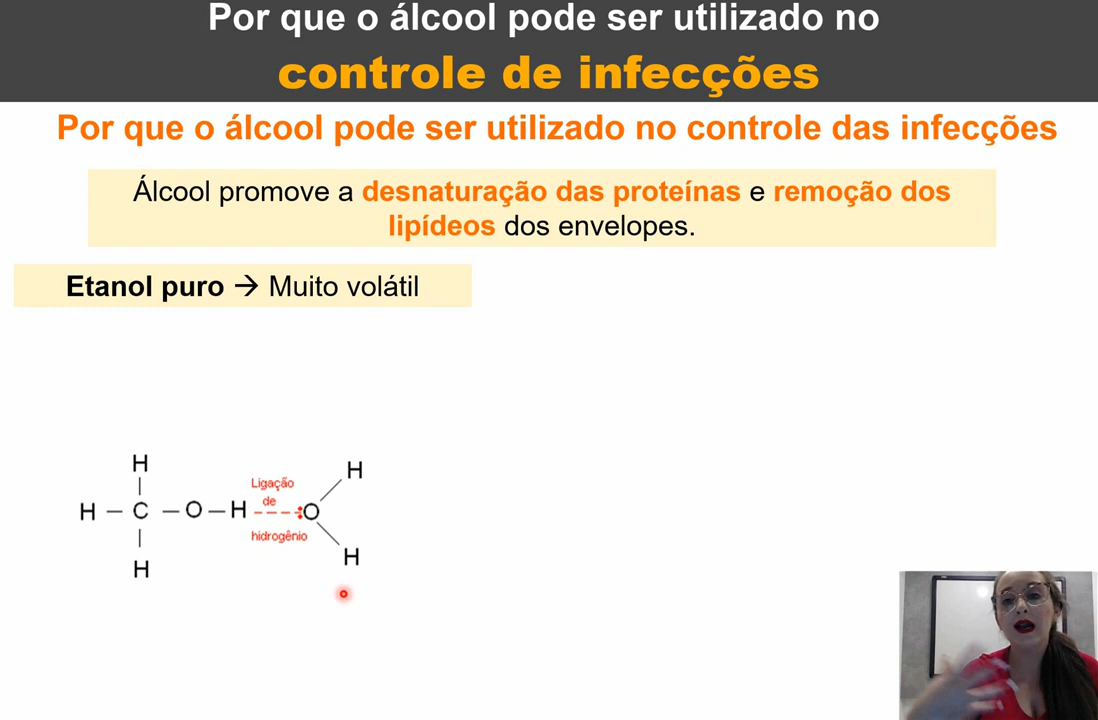 Por que o álcool pode ser utilizado no
controle de infecções
Por que o álcool pode ser utilizado no controle das infecções
Álcool promove a desnaturação das proteínas e remoção dos
lipídeos dos envelopes.
Etanol puro → Muito volátil
H
H
Ligação
de
H – C – O – H ----:O
hidrogênio
H
H